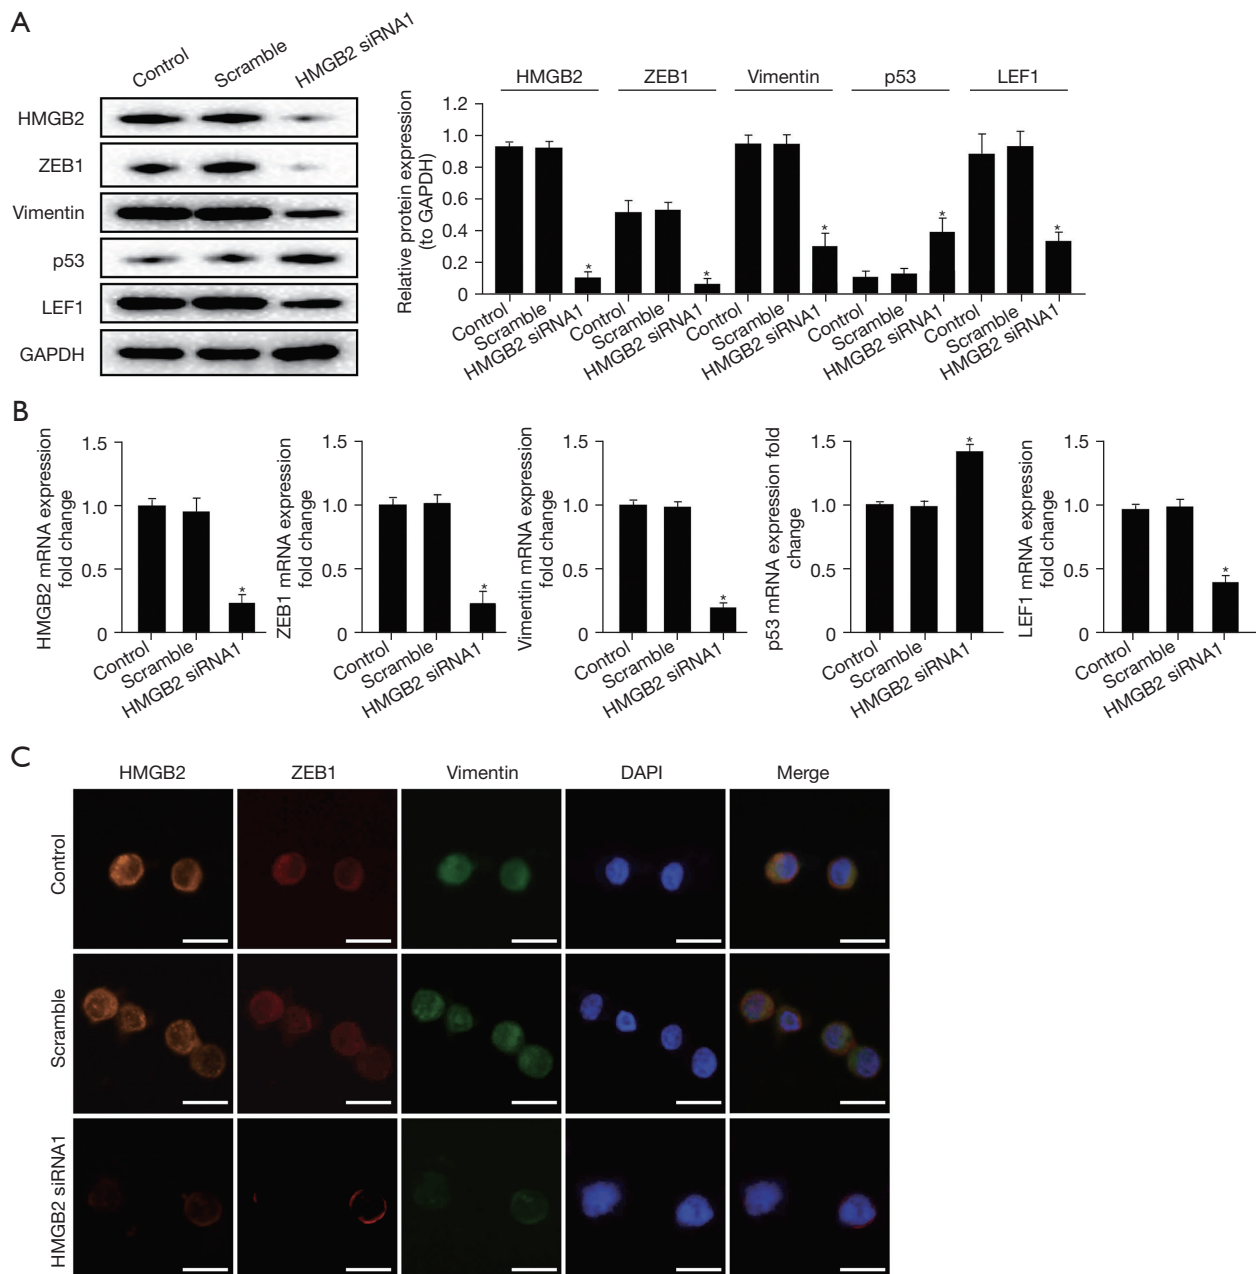 A
Control
Scramble
HMGB2 siRNA1
HMGB2
ZEB1
Vimentin
p53
LEF1
GAPDH
HMGB2 ZEB1 Vimentin p53 LEF1
Relative protein expression
(to GAPDH)
1.2
1.0
0.8
0.6
0.4
0.2
0
* * * * *
Control
Scramble
HMGB2 siRNA1
Control
Scramble
HMGB2 siRNA1
Control
Scramble
HMGB2 siRNA1
Control
Scramble
HMGB2 siRNA1
Control
Scramble
HMGB2 siRNA1
B
HMGB2 mRNA expression
fold change
1.5
1.0
0.5
0
*
Control
Scramble
HMGB2 siRNA1
ZEB1 mRNA expression
fold change
1.5
1.0
0.5
0
*
Control
Scramble
HMGB2 siRNA1
Vimentin mRNA expression
fold change
1.5
1.0
0.5
0
*
Control
Scramble
HMGB2 siRNA1
p53 mRNA expression fold
change
1.5
1.0
0.5
0
*
Control
Scramble
HMGB2 siRNA1
LEF1 mRNA expression
fold change
1.5
1.0
0.5
0
*
Control
Scramble
HMGB2 siRNA1
C
HMGB2 ZEB1 Vimentin DAPI Merge
Control
Scramble
HMGB2 siRNA1